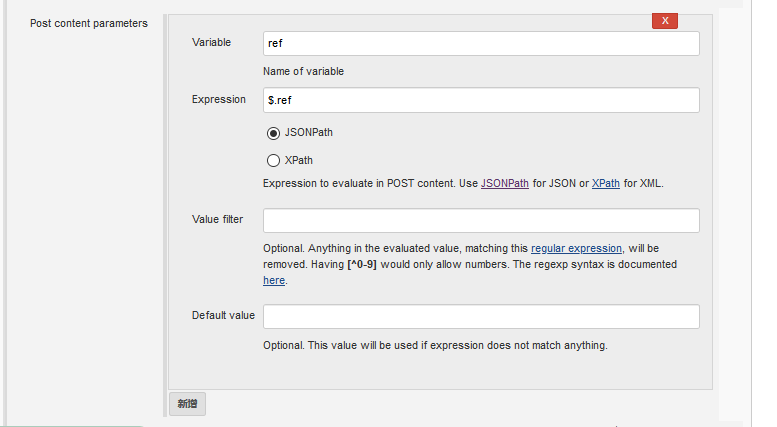 Post content parameters
X
Variable
ref
Name of variable
Expression
$.ref
JSONPath
XPath
Expression to evaluate in POST content. Use JSONPath for JSON or XPath for XML.
Value filter
Optional. Anything in the evaluated value, matching this regular expression, will be
removed. Having [^0-9] would only allow numbers. The regexp syntax is documented
here.
Default value
Optional. This value will be used if expression does not match anything.
新增